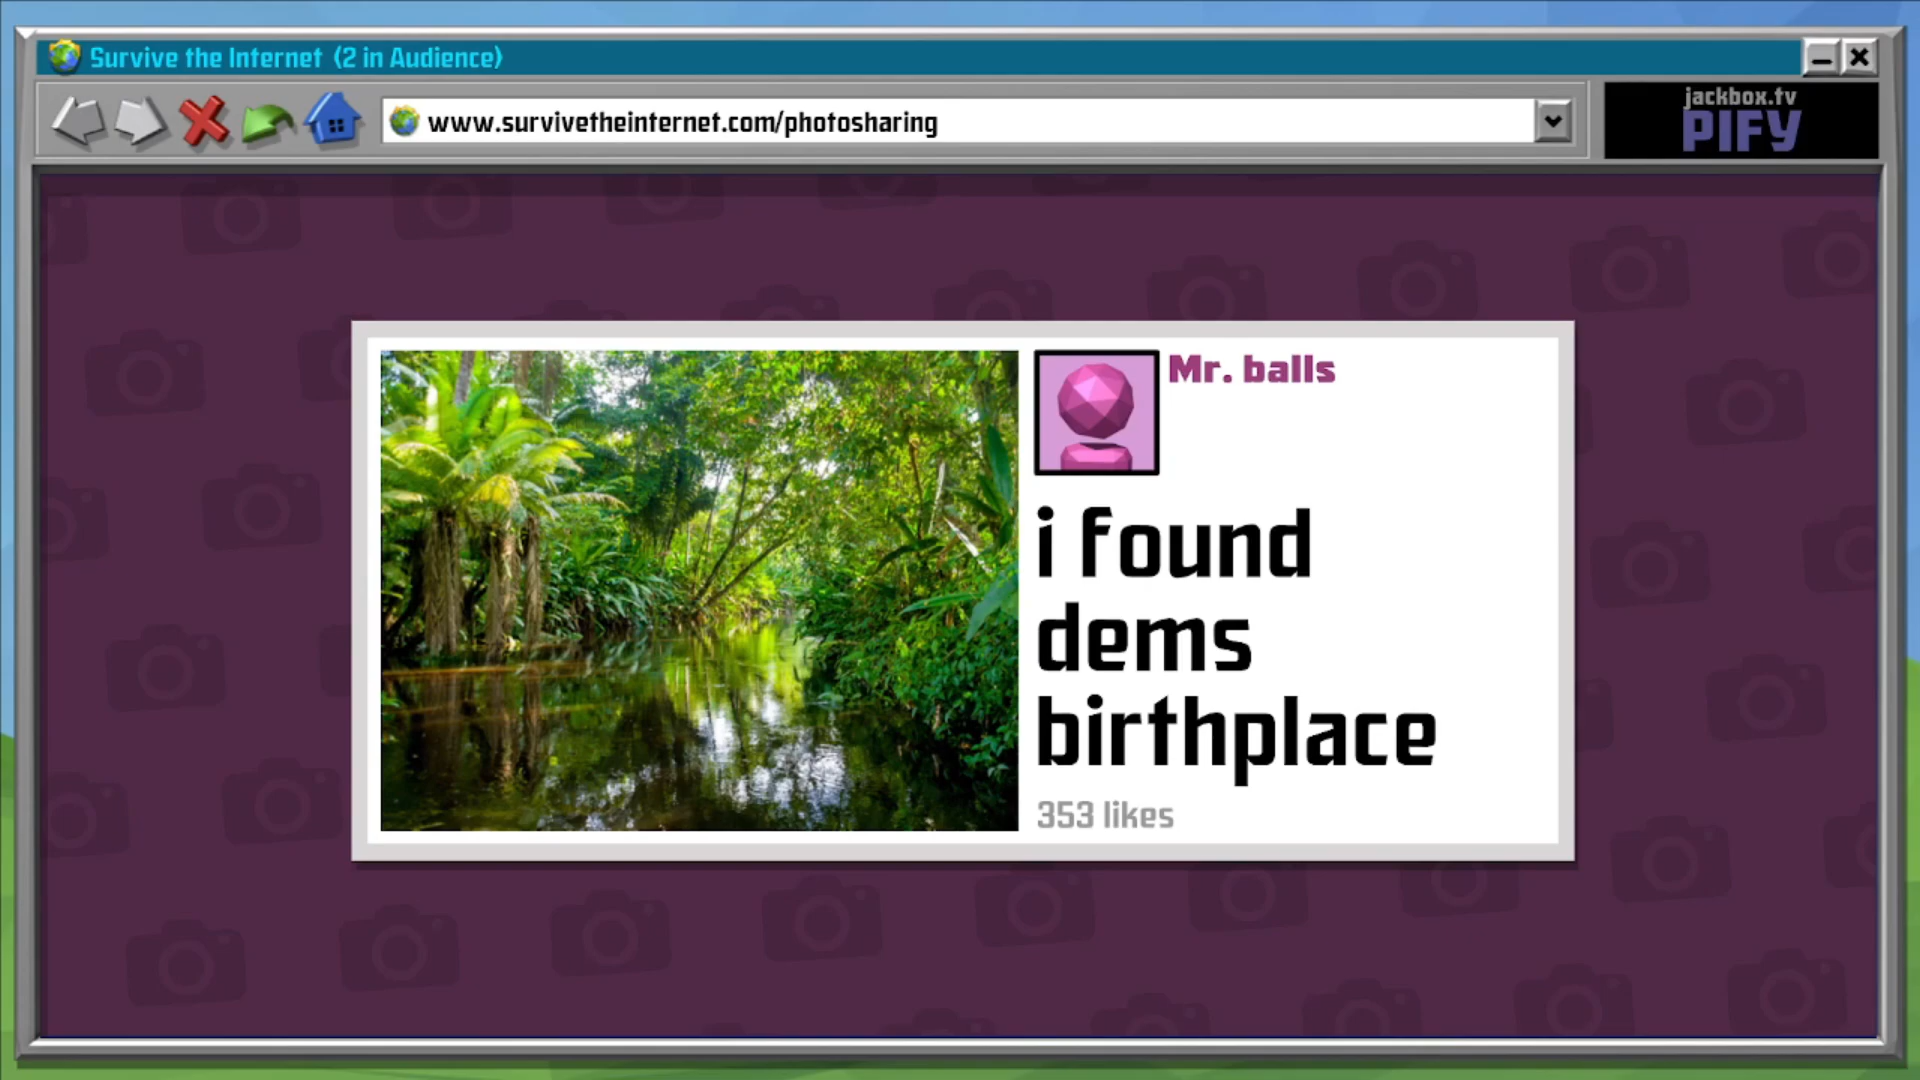 Survive the Internet (2 in Audience)
www.survivetheinternet.com/photosharing
jackbox.tv
PIFY
Mr. balls
i found
dems
birthplace
353 likes